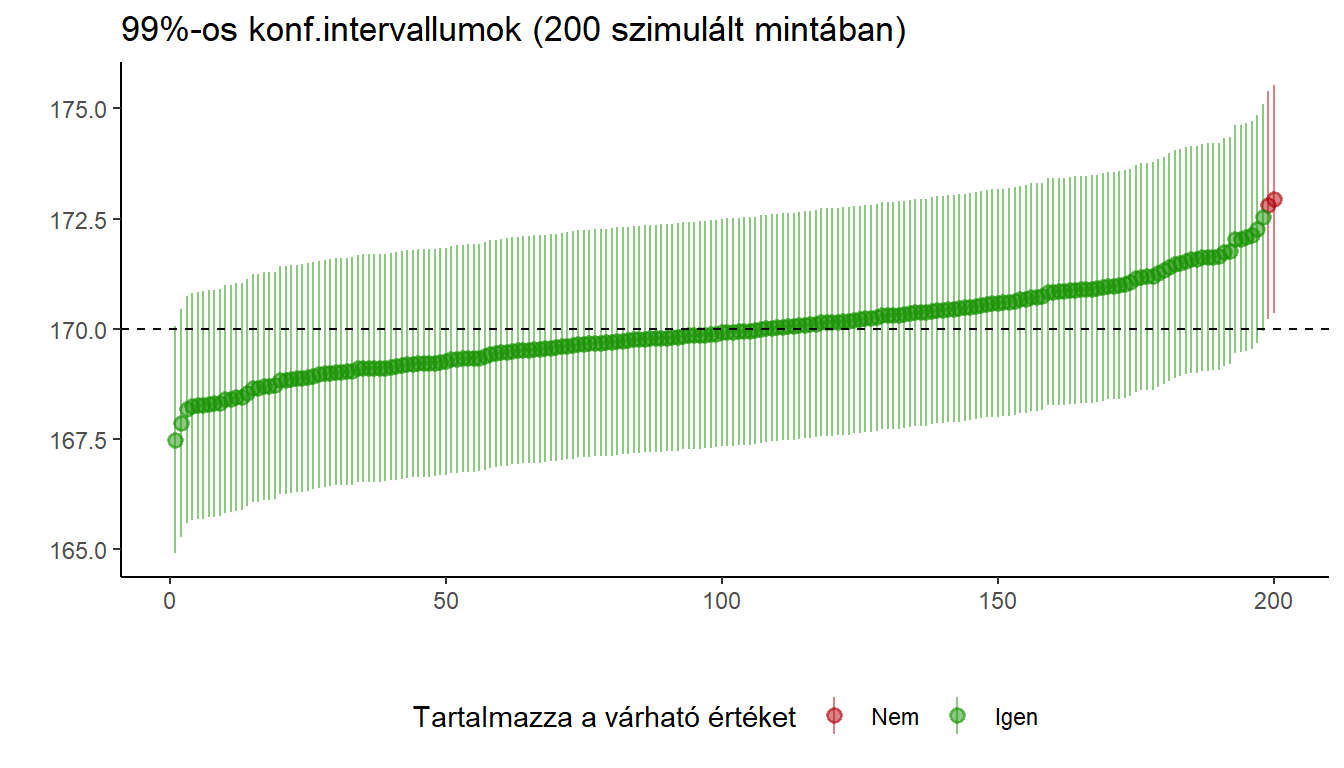 99%-os konf.intervallumok (200 szimulált mintában)
175.0
172.5
170.0
167.5
165.0
0 50 100 150 200
Tartalmazza a várható értéket Nem Igen